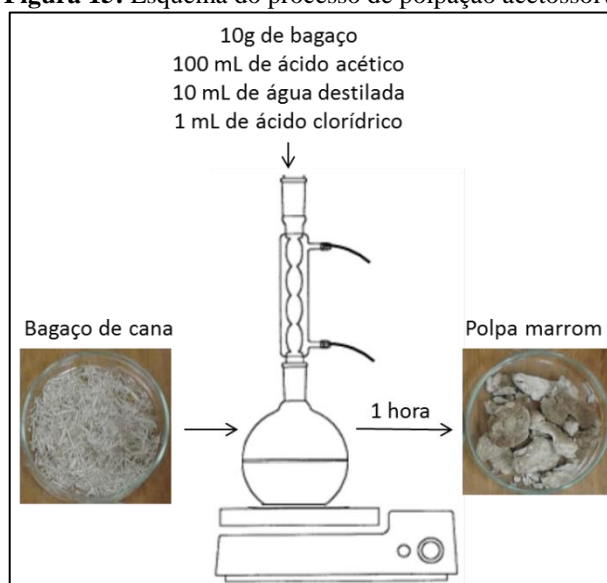 Figura 15: Esquema do processo de polpação acetossolv
10g de bagaço
100 mL de ácido acético
10 mL de água destilada
1 mL de ácido clorídrico
Bagaço de cana
Polpa marrom
1 hora